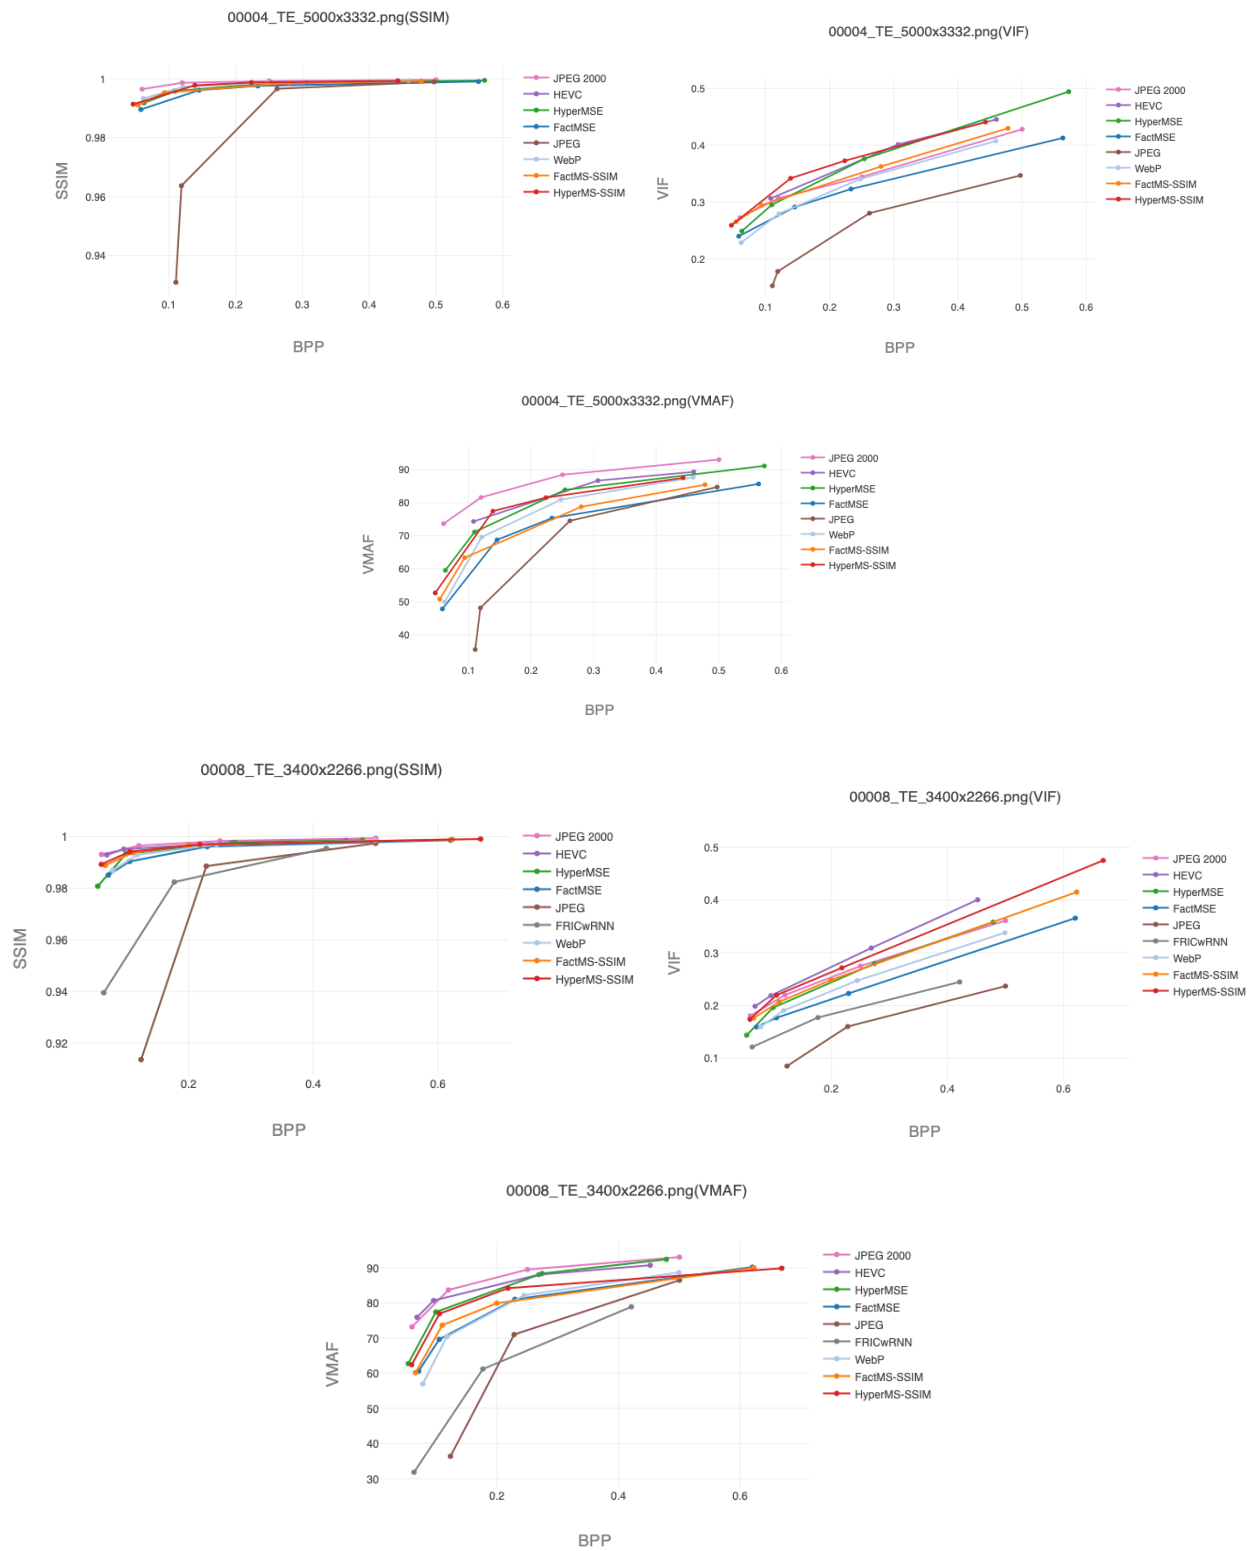 00004_TE_5000x3332.png(SSIM)
1
0.98
0.96
0.94
SSIM
0.1
0.2
0.3
0.4
0.5
0.6
BPP
JPEG 2000
HEVC
HyperMSE
FactMSE
JPEG
WebP
FactMS-SSIM
HyperMS-SSIM
00004_TE_5000x3332.png(VIF)
0.5
0.4
0.3
0.2
VIF
0.1
0.2
0.3
0.4
0.5
0.6
BPP
JPEG 2000
HEVC
HyperMSE
FactMSE
JPEG
WebP
FactMS-SSIM
HyperMS-SSIM
00004_TE_5000x3332.png(VMAF)
90
80
70
60
50
40
VMAF
0.1
0.2
0.3
0.4
0.5
0.6
BPP
JPEG 2000
HEVC
HyperMSE
FactMSE
JPEG
WebP
FactMS-SSIM
HyperMS-SSIM
00008_TE_3400x2266.png(SSIM)
1
0.98
0.96
0.94
0.92
SSIM
0.2
0.4
0.6
BPP
JPEG 2000
HEVC
HyperMSE
FactMSE
JPEG
FRICwRNN
WebP
FactMS-SSIM
HyperMS-SSIM
00008_TE_3400x2266.png(VIF)
0.5
0.4
0.3
0.2
0.1
VIF
0.2
0.4
0.6
BPP
JPEG 2000
HEVC
HyperMSE
FactMSE
JPEG
FRICwRNN
WebP
FactMS-SSIM
HyperMS-SSIM
00008_TE_3400x2266.png(VMAF)
90
80
70
60
50
40
30
VMAF
0.2
0.4
0.6
BPP
JPEG 2000
HEVC
HyperMSE
FactMSE
JPEG
FRICwRNN
WebP
FactMS-SSIM
HyperMS-SSIM